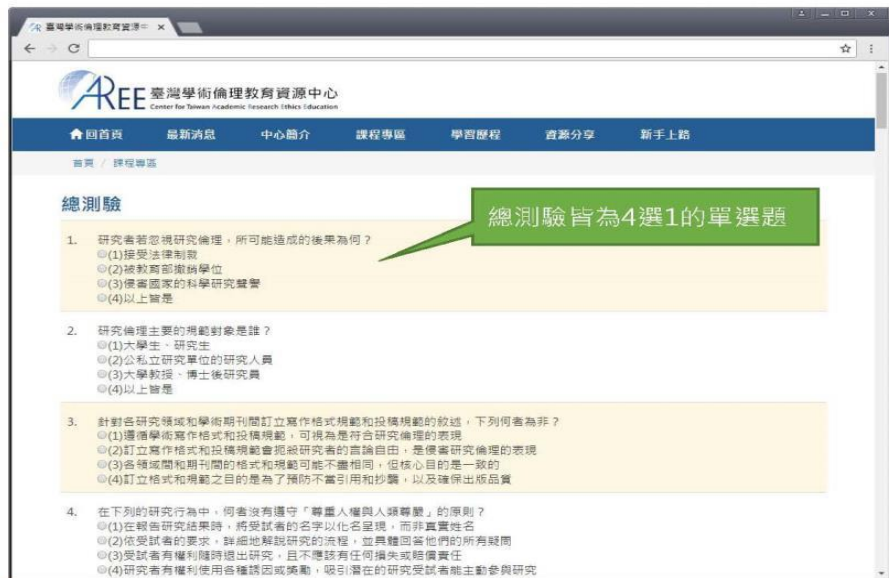 臺灣學術倫理教育資源中
AREE 臺灣學術倫理教育資源中心
Center for Taiwan Academic Research Ethics Education
回首頁 最新消息 中心簡介 課程專區 學習歷程 資源分享 新手上路
首頁 / 課程專區
總測驗
總測驗皆為4選1的單選題
1. 研究者若忽視研究倫理，所可能造成的後果為何？
(1)接受法律制裁
(2)被教育部撤銷學位
(3)侵害國家的科學研究聲譽
(4)以上皆是
2. 研究倫理主要的規範對象是誰？
(1)大學生、研究生
(2)公私立研究單位的研究人員
(3)大學教授、博士後研究員
(4)以上皆是
3. 針對各研究領域和學術期刊間訂立寫作格式規範和投稿規範的敘述，下列何者為非？
(1)遵循學術寫作格式和投稿規範，可視為是符合研究倫理的表現
(2)訂立寫作格式和投稿規範會扼殺研究者的言論自由，是侵害研究倫理的表現
(3)各領域間和期刊間的格式和規範可能不盡相同，但核心目的是一致的
(4)訂立格式和規範之目的是為了預防不當引用和抄襲，以及確保出版品質
4. 在下列的研究行為中，何者沒有遵守「尊重人權與人類尊嚴」的原則？
(1)在報告研究結果時，將受試者的名字以化名呈現，而非真實姓名
(2)依受試者的要求，詳細地解說研究的流程，並具體回答他們的所有疑問
(3)受試者有權利隨時退出研究，且不應該有任何損失或賠償責任
(4)研究者有權利使用各種誘因或獎勵，吸引潛在的研究受試者能主動參與研究